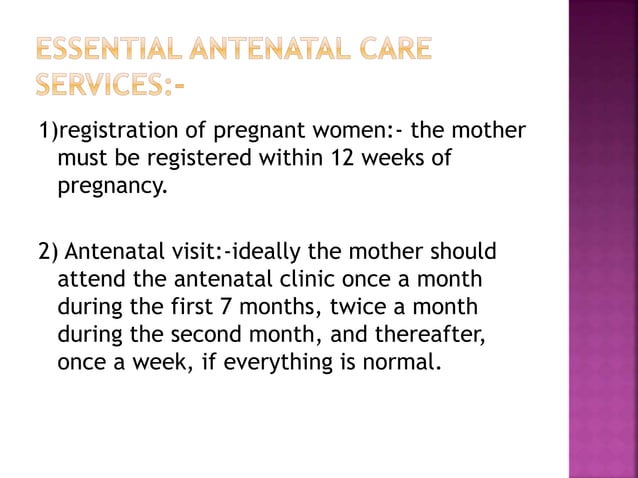 ESSENTIAL ANTENATAL CARE
SERVICES:-
1)registration of pregnant women:- the mother
must be registered within 12 weeks of
pregnancy.
2) Antenatal visit:-ideally the mother should
attend the antenatal clinic once a month
during the first 7 months, twice a month
during the second month, and thereafter,
once a week, if everything is normal.